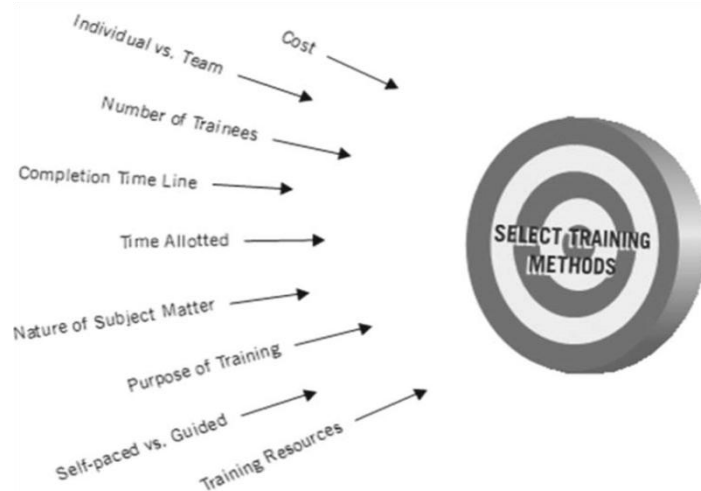 Individual vs. Team
Cost
Number of Trainees
Completion Time Line
Time Allotted
Nature of Subject Matter
Purpose of Training
Self-paced vs. Guided
Training Resources
SELECT TRAINING
METHODS